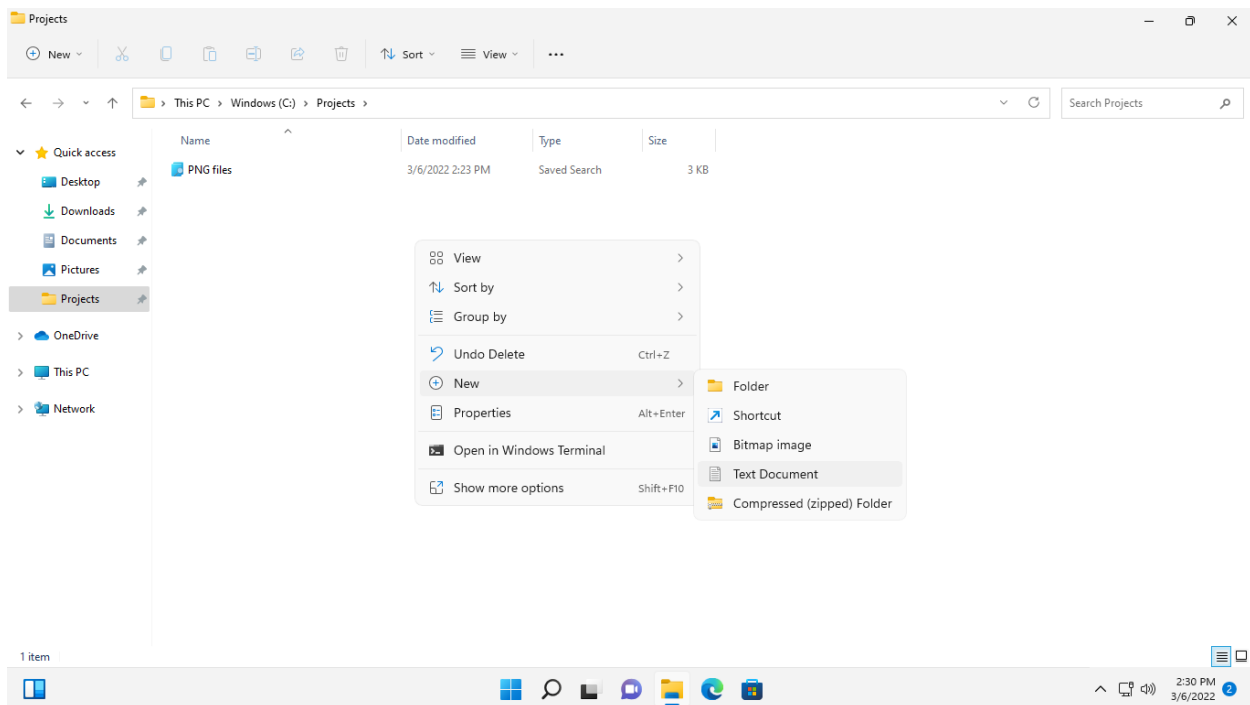 Projects
New
Sort
View
This PC
Windows (C:)
Projects
Search Projects
Name
Date modified
Type
Size
PNG files
3/6/2022 2:23 PM
Saved Search
3 KB
Quick access
Desktop
Downloads
Documents
Pictures
Projects
OneDrive
This PC
Network
View
Sort by
Group by
Undo Delete Ctrl+Z
New
Properties Alt+Enter
Open in Windows Terminal
Show more options Shift+F10
Folder
Shortcut
Bitmap image
Text Document
Compressed (zipped) Folder
1 item
2:30 PM
3/6/2022
2